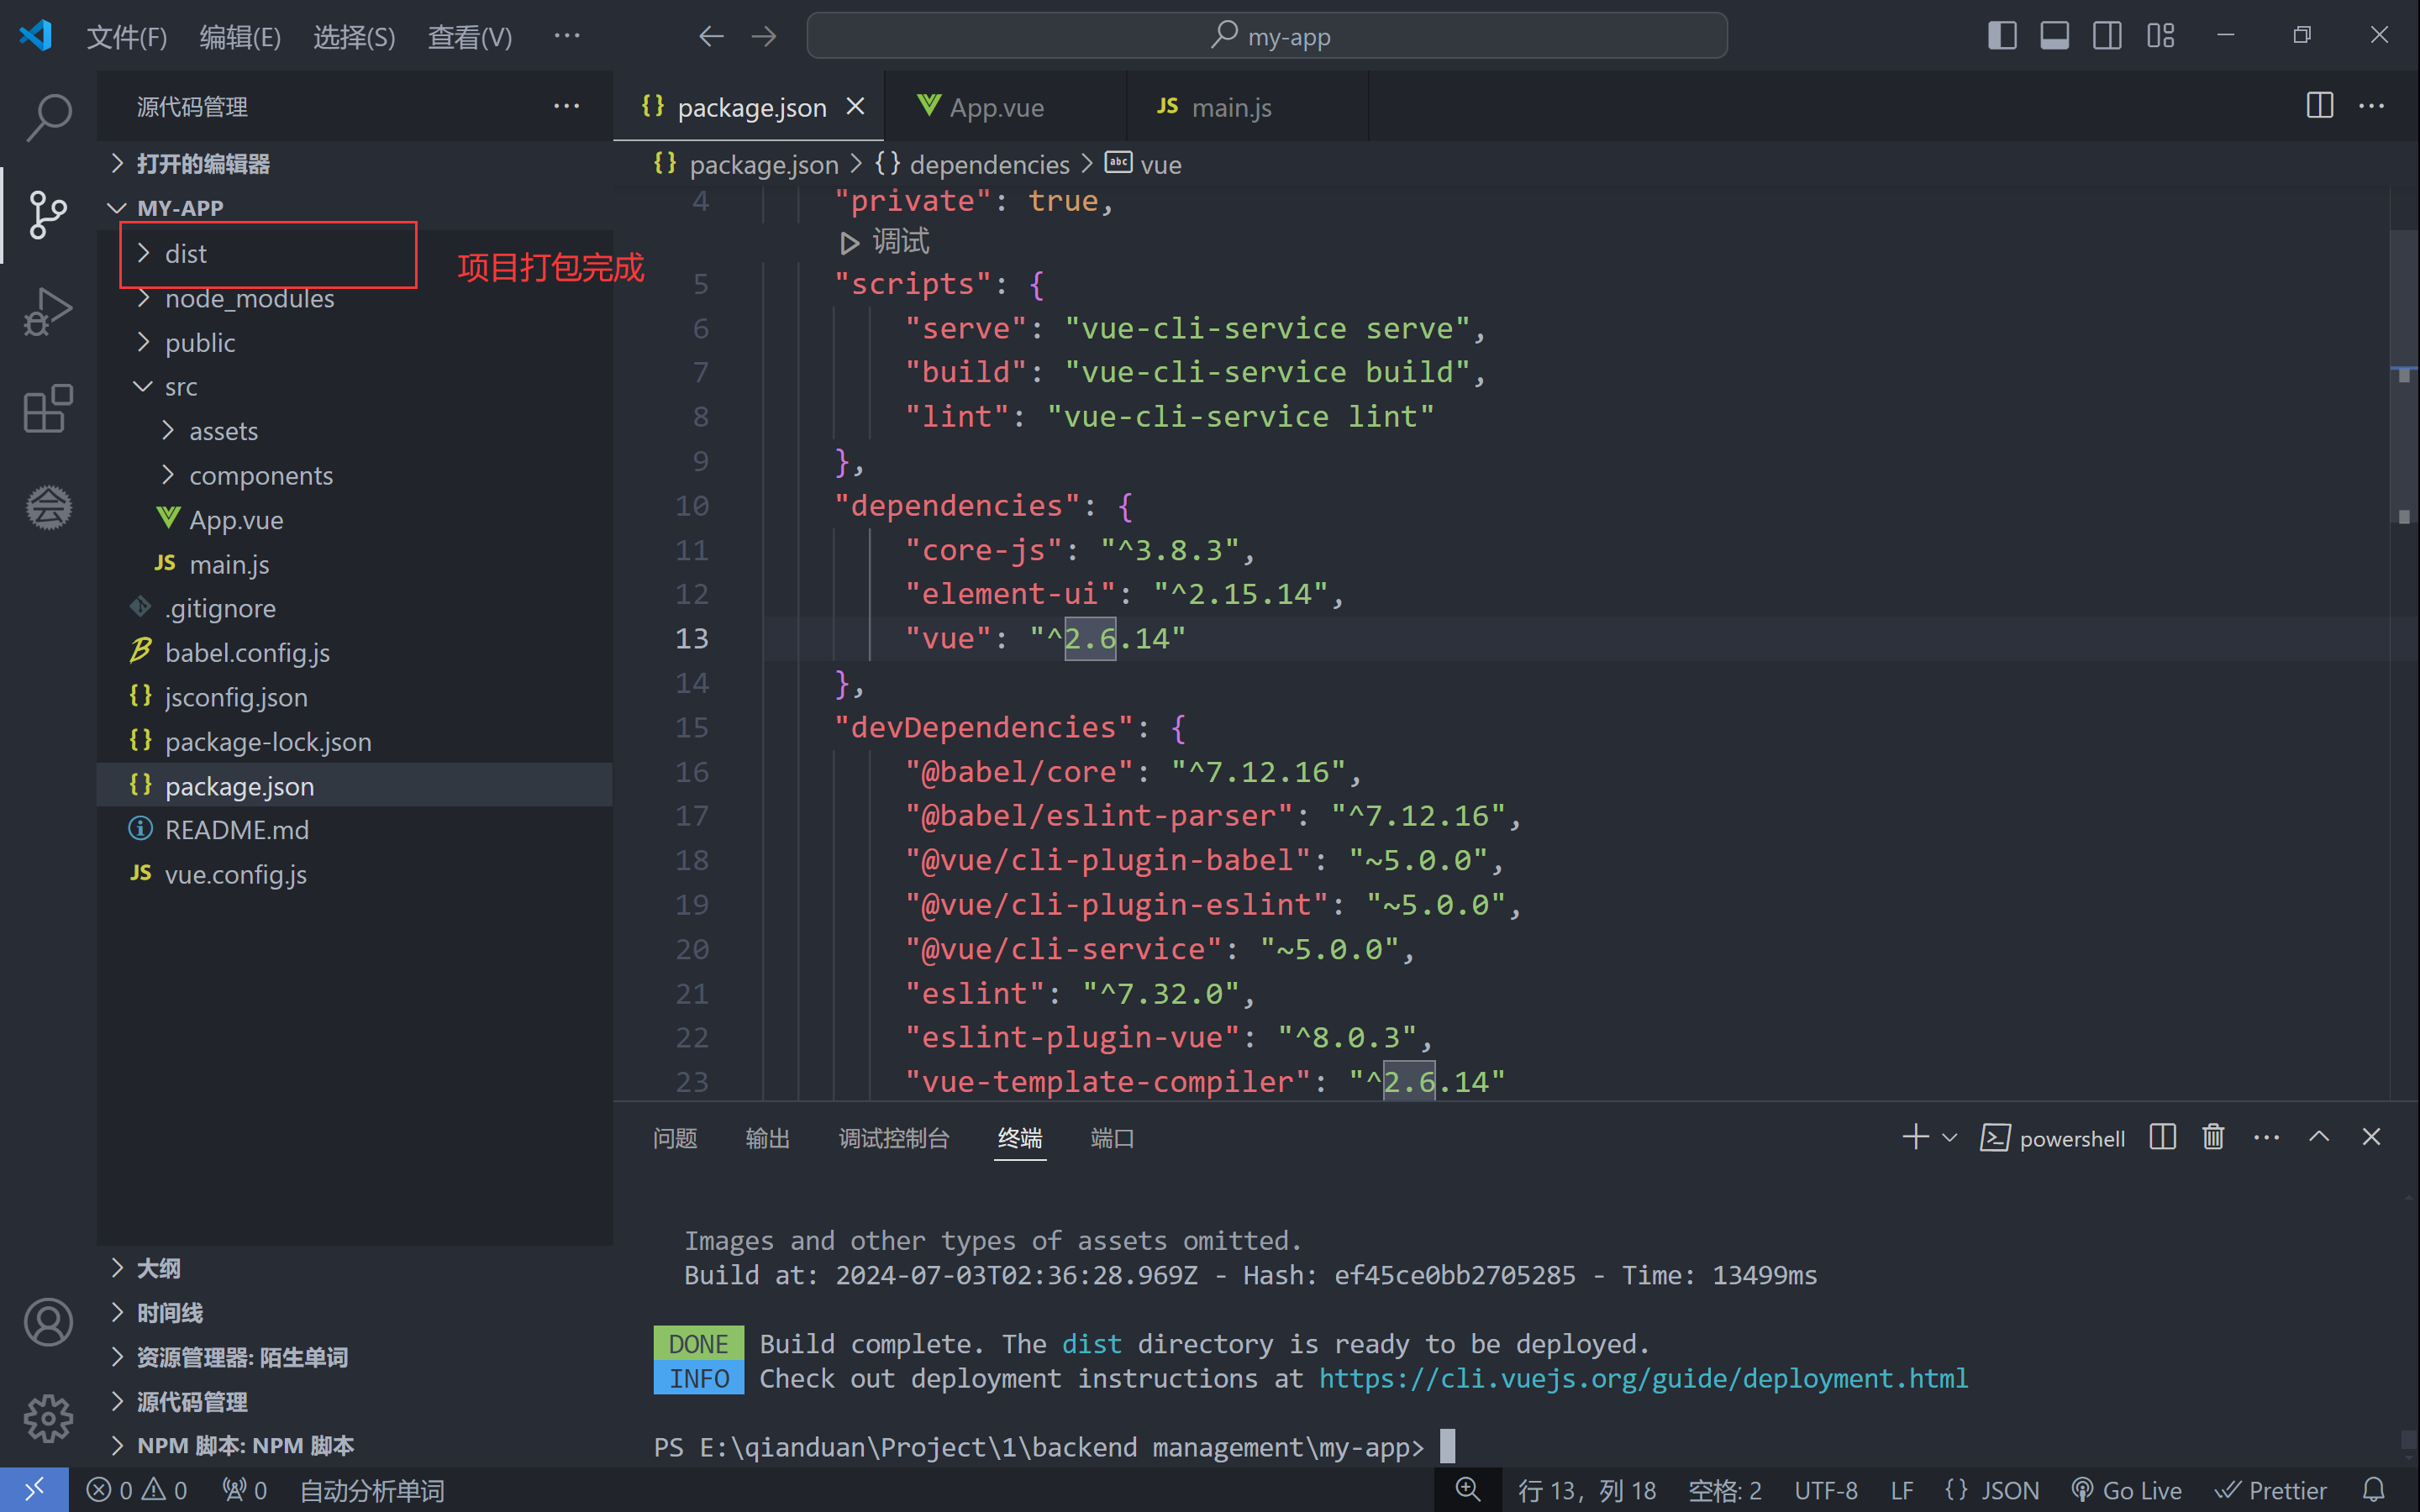 文件(F) 编辑(E) 选择(S) 查看(V) ··· my-app
源代码管理 ···
打开的编辑器
MY-APP
dist
项目打包完成
node_modules
public
src
assets
components
App.vue
JS main.js
.gitignore
babel.config.js
{} jsconfig.json
{} package-lock.json
{} package.json
README.md
JS vue.config.js
大纲
时间线
资源管理器: 陌生单词
源代码管理
NPM 脚本: NPM 脚本
{} package.json App.vue JS main.js
{} package.json > {} dependencies > abc vue
4 "private": true,
调试
5 "scripts": {
6 "serve": "vue-cli-service serve",
7 "build": "vue-cli-service build",
8 "lint": "vue-cli-service lint"
9 },
10 "dependencies": {
11 "core-js": "^3.8.3",
12 "element-ui": "^2.15.14",
13 "vue": "^2.6.14"
14 },
15 "devDependencies": {
16 "@babel/core": "^7.12.16",
17 "@babel/eslint-parser": "^7.12.16",
18 "@vue/cli-plugin-babel": "~5.0.0",
19 "@vue/cli-plugin-eslint": "~5.0.0",
20 "@vue/cli-service": "~5.0.0",
21 "eslint": "^7.32.0",
22 "eslint-plugin-vue": "^8.0.3",
23 "vue-template-compiler": "^2.6.14"
问题 输出 调试控制台 终端 端口 powershell
Images and other types of assets omitted.
Build at: 2024-07-03T02:36:28.969Z - Hash: ef45ce0bb2705285 - Time: 13499ms
DONE Build complete. The dist directory is ready to be deployed.
INFO Check out deployment instructions at https://cli.vuejs.org/guide/deployment.html
PS E:\qianduan\Project\1\backend management\my-app>
0 0 0 自动分析单词 行 13，列 18 空格: 2 UTF-8 LF {} JSON Go Live Prettier